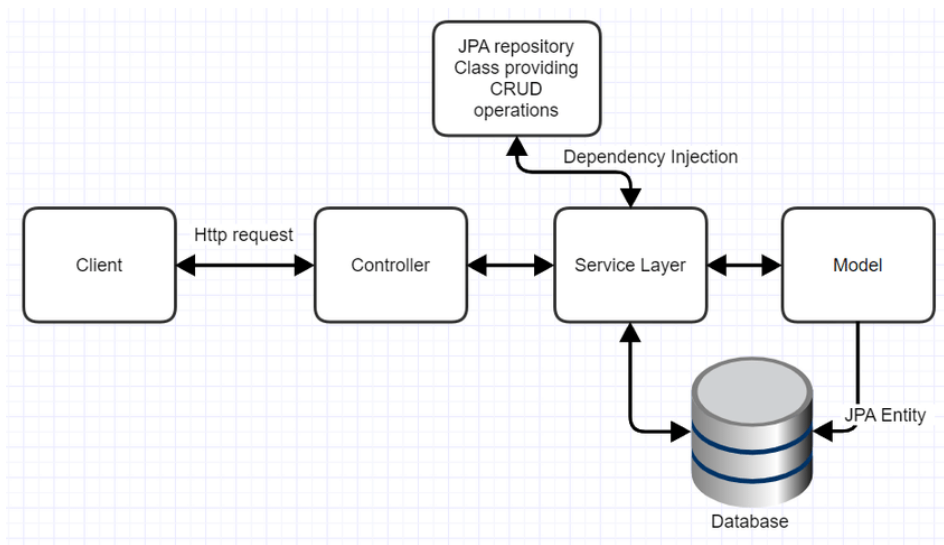 JPA repository
Class providing
CRUD
operations
Dependency Injection
Http request
Client
Controller
Service Layer
Model
JPA Entity
Database